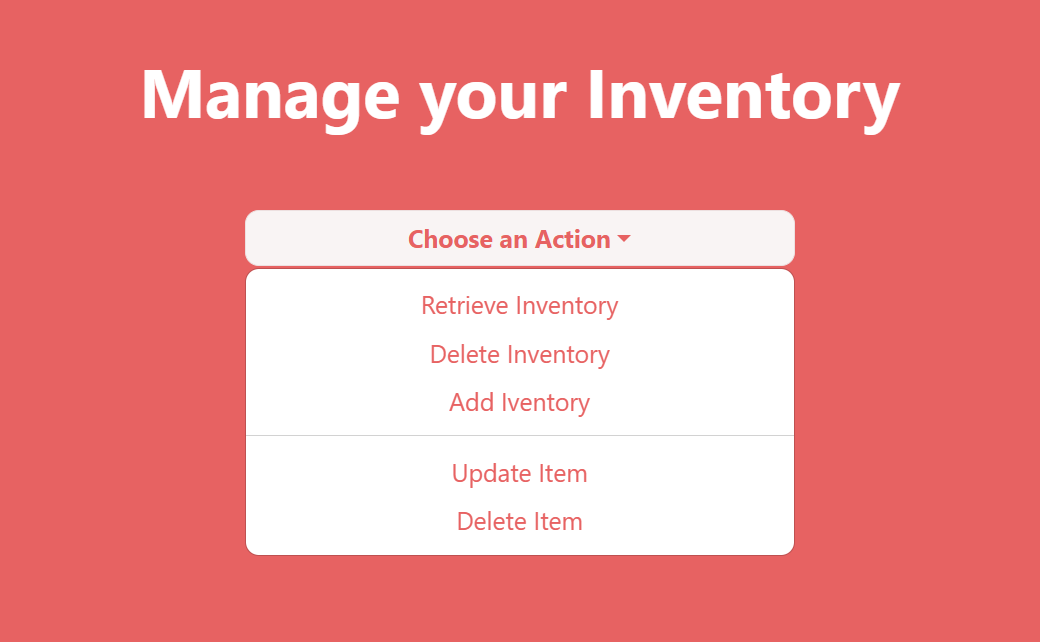 Manage your Inventory
Choose an Action
Retrieve Inventory
Delete Inventory
Add Iventory
Update Item
Delete Item